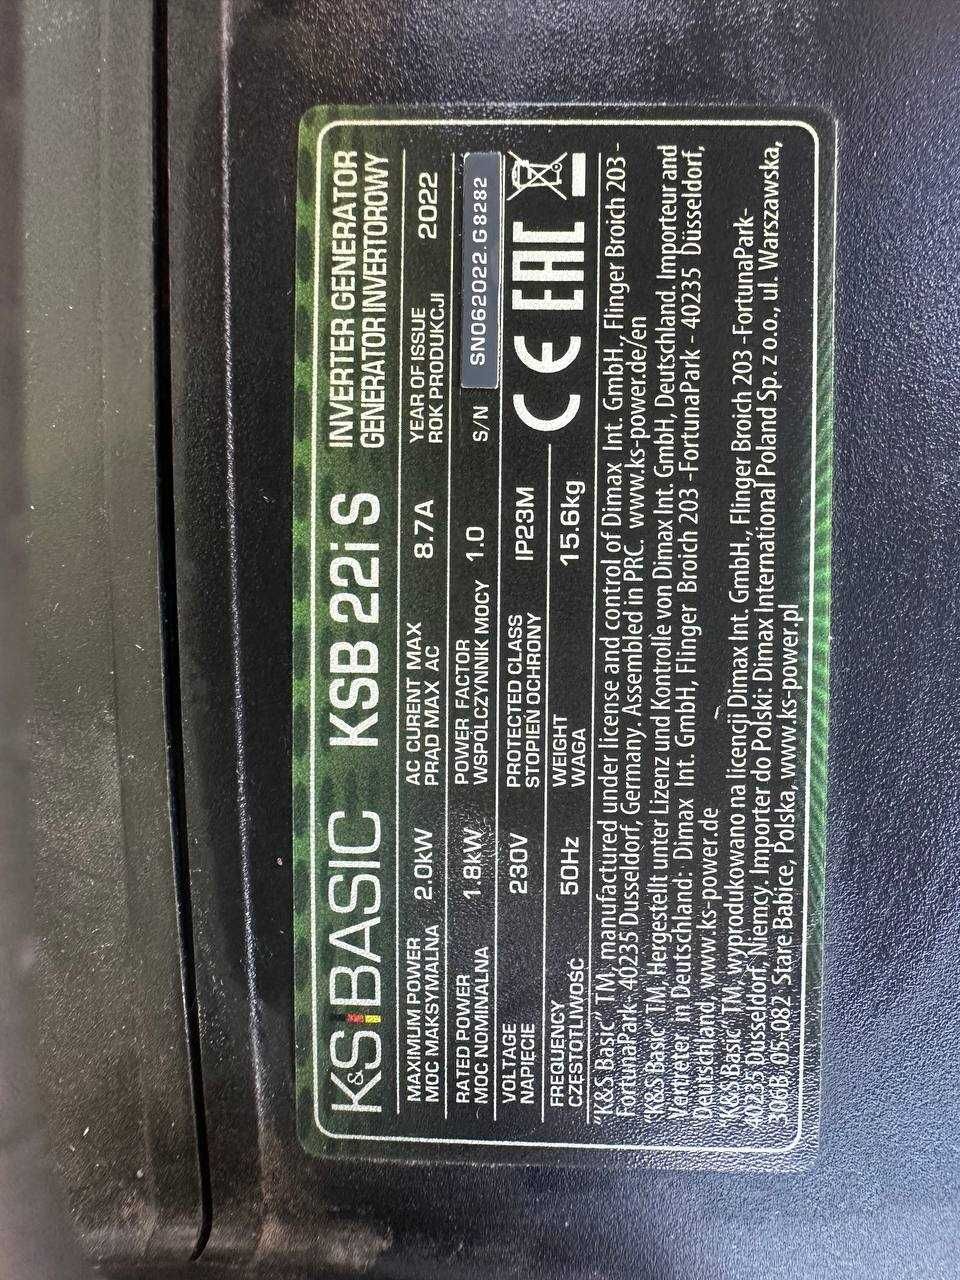 K&S BASIC KSB 22i S INVERTER GENERATOR
GENERATOR INVERTOROWY
MAXIMUM POWER
MOC MAKSYMALNA 2.0kW
AC CURENT MAX
PRAD MAX AC 8.7A
YEAR OF ISSUE
ROK PRODUKCJI 2022
RATED POWER
MOC NOMINALNA 1.8kW
POWER FACTOR
WSPÓŁCZYNNIK MOCY 1.0
S/N SN062022.G8282
VOLTAGE
NAPIĘCIE 230V
PROTECTED CLASS
STOPIEŃ OCHRONY IP23M
CE EAC
FREQUENCY
CZESTOTLIWOŚĆ 50Hz
WEIGHT
WAGA 15.6kg
"K&S Basic" TM, manufactured under license and control of Dimax Int. GmbH, Flinger Broich 203 -
FortunaPark- 40235 Dusseldorf, Germany. Assembled in PRC. www.ks-power.de/en
"K&S Basic" TM, Hergestellt unter Lizenz und Kontrolle von Dimax Int. GmbH, Deutschland. Importeur and
Vertreter in Deutschland: Dimax Int. GmbH, Flinger Broich 203 -FortunaPark - 40235 Düsseldorf,
Deutschland, www.ks-power.de
"K&S Basic" TM, wyprodukowano na licencji Dimax Int. GmbH., Flinger Broich 203 -FortunaPark-
40235 Düsseldorf, Niemcy. Importer do Polski: Dimax International Poland Sp. z o.o., ul. Warszawska,
306B, 05-082 Stare Babice, Polska, www.ks-power.pl